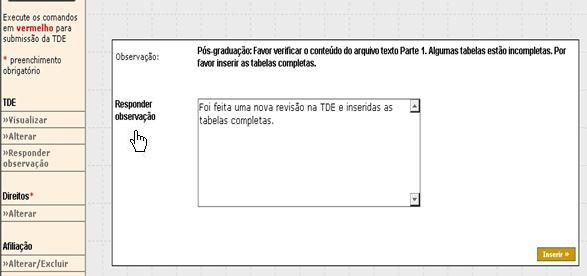 Execute os comandos
em vermelho para
submissão da TDE
* preenchimento
obrigatório
TDE
»Visualizar
»Alterar
»Responder
observação
Direitos*
»Alterar
Afiliação
»Alterar/Excluir
Observação:
Pós-graduação: Favor verificar o conteúdo do arquivo texto Parte 1. Algumas tabelas estão incompletas. Por
favor inserir as tabelas completas.
Responder
observação
Foi feita uma nova revisão na TDE e inseridas as
tabelas completas.
Inserir »